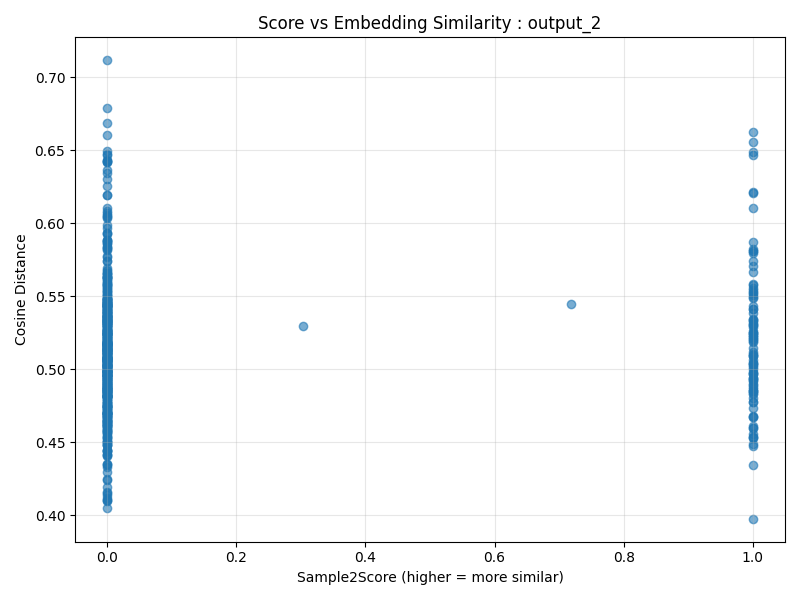 Score vs Embedding Similarity : output_2
Cosine Distance
0.70
0.65
0.60
0.55
0.50
0.45
0.40
0.0 0.2 0.4 0.6 0.8 1.0
Sample2Score (higher = more similar)